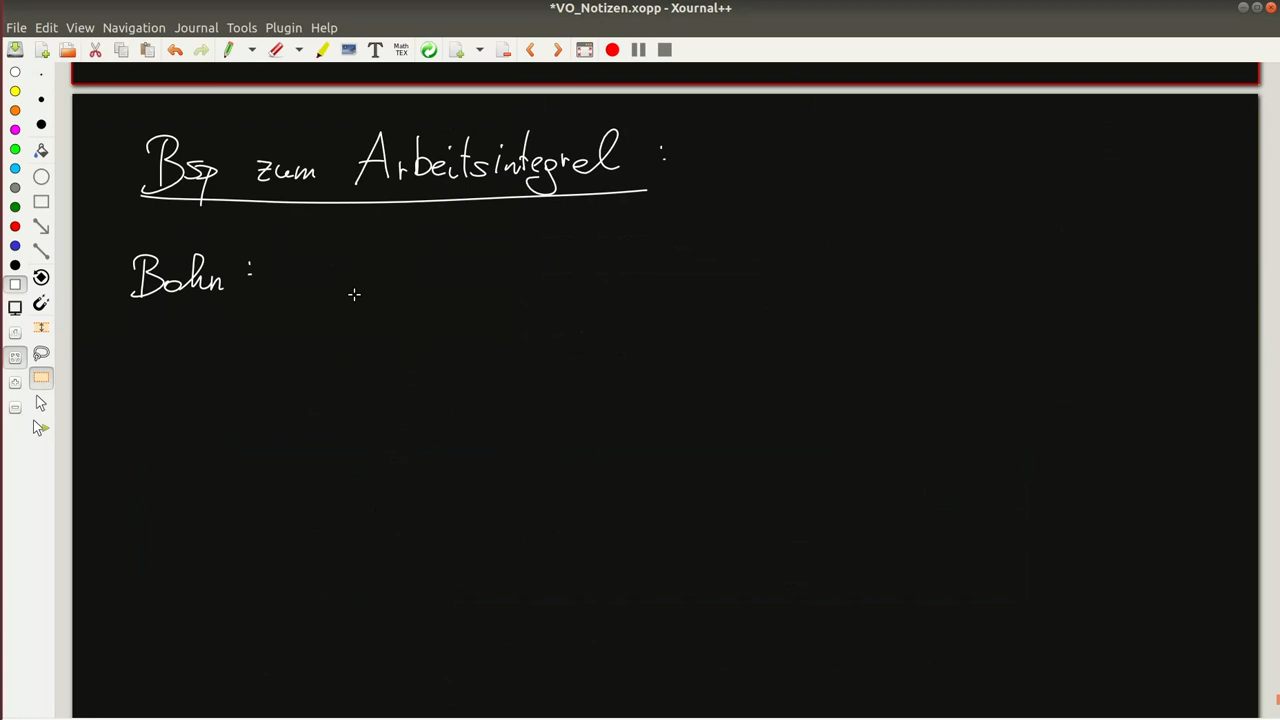 *VO_Notizen.xopp - Xournal++
File Edit View Navigation Journal Tools Plugin Help
Bsp zum Arbeitsintegral :
Bahn :